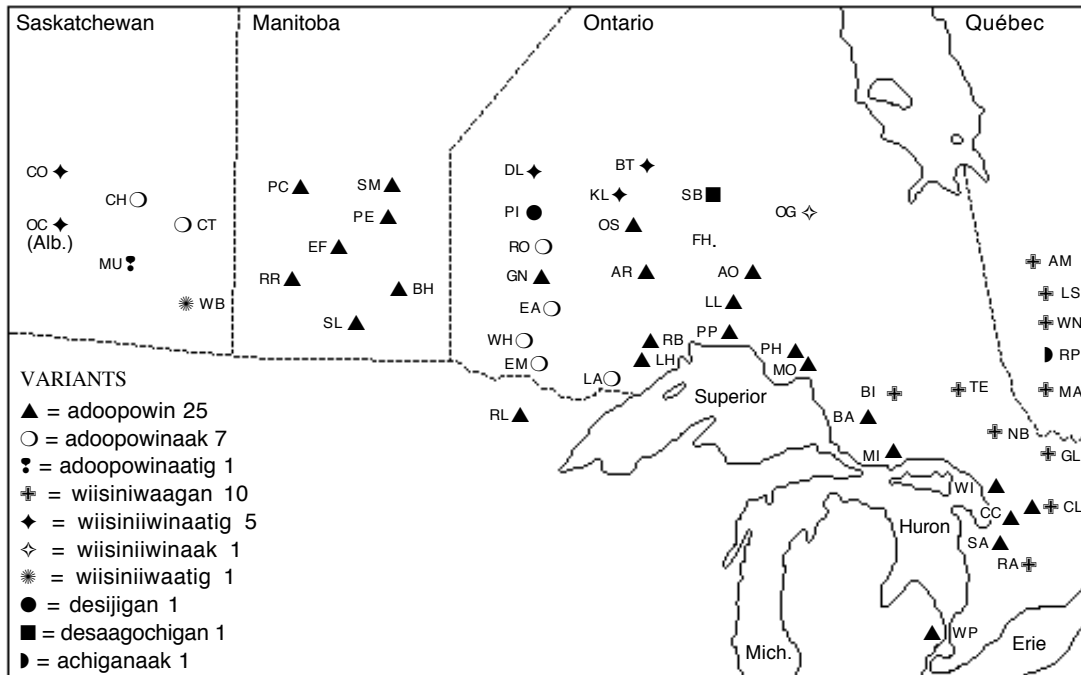 Saskatchewan Manitoba Ontario Québec
CO DL BT
CH PC SM KL SB
OC CT PE PI OS OG
(Alb.) EF RO FH.
MU RR GN AR AO AM
BH EA LL LS
WB SL WH RB PP WN
EM LH PH RP
LA MO
VARIANTS RL Superior BI TE MA
▲ = adoopowin 25 BA NB
❍ = adoopowinaak 7 MI GL
❢ = adoopowinaatig 1 WI
✙ = wiisiniwaagan 10 CC CL
✦ = wiisiniiwinaatig 5 Huron
✧ = wiisiniiwinaak 1 SA
✺ = wiisiniiwaatig 1 RA
● = desijigan 1
■ = desaagochigan 1 WP
◗ = achiganaak 1 Mich. Erie